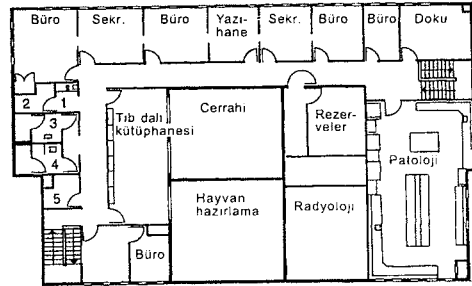 Büro Sekr. Büro Yazı- Sekr. Büro Büro Doku
hane
2 1
3
4
5
Tıb dalı
kütüphanesi
Cerrahi
Rezer-
veler
Patoloji
Hayvan
hazırlama
Radyoloji
Büro